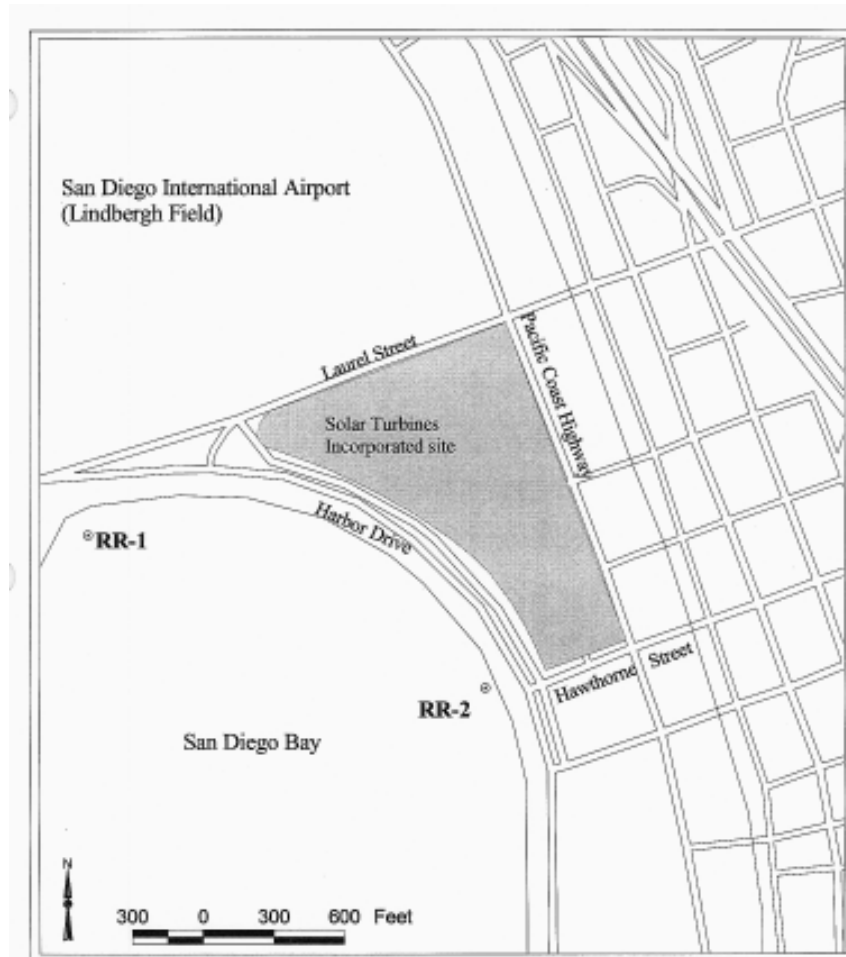 San Diego International Airport
(Lindbergh Field)
Laurel Street
Pacific Coast Highway
Solar Turbines
Incorporated site
Harbor Drive
RR-1
Hawthorne Street
RR-2
San Diego Bay
N
300 0 300 600 Feet